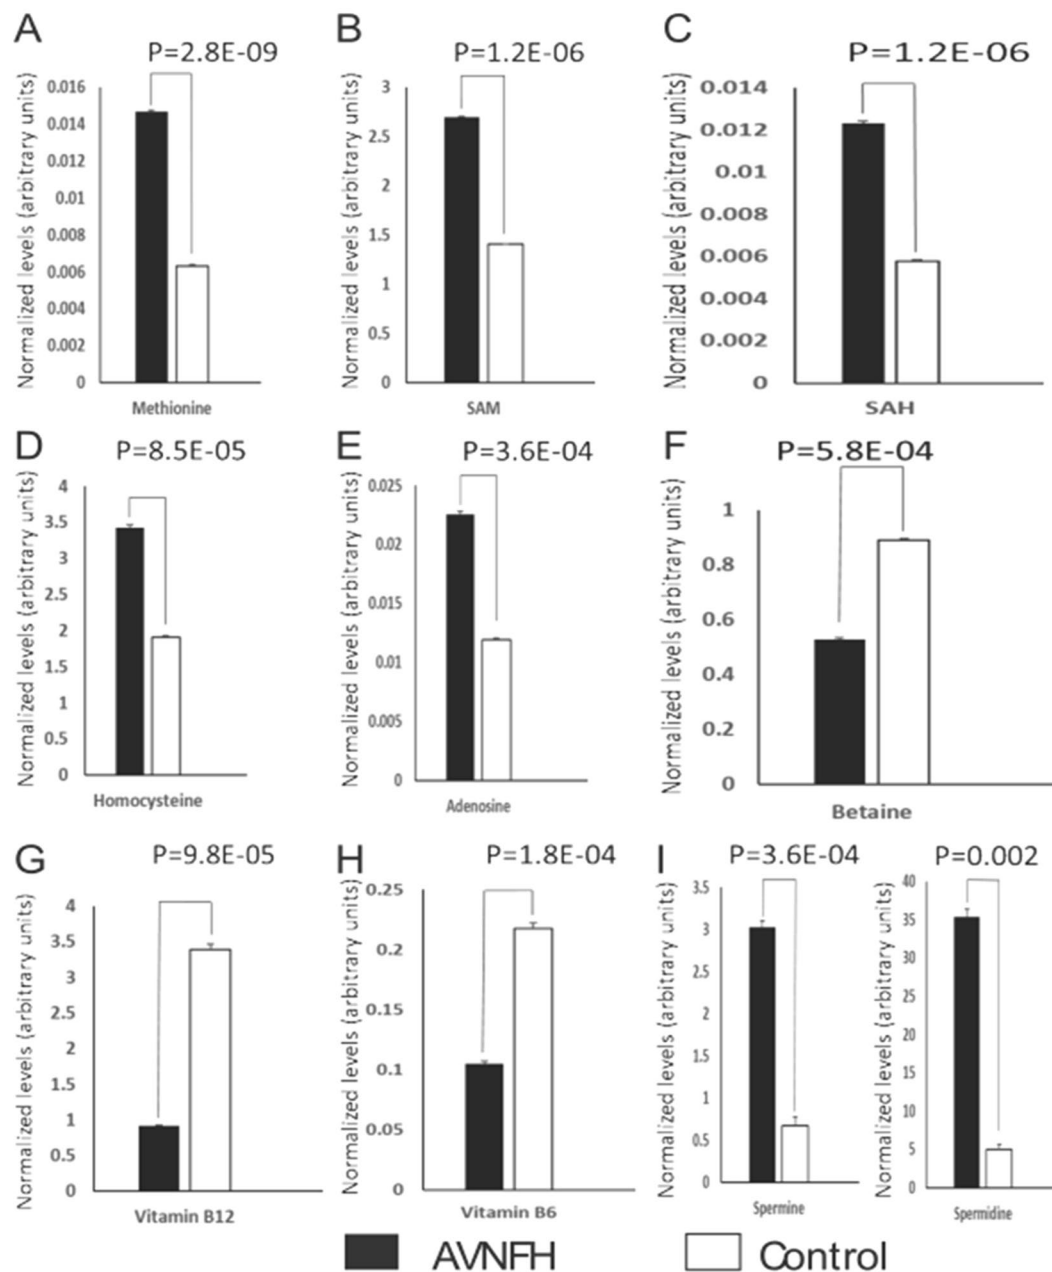 A
P=2.8E-09
Normalized levels (arbitrary units)
0.016
0.014
0.012
0.01
0.008
0.006
0.004
0.002
0
Methionine
B
P=1.2E-06
Normalized levels (arbitrary units)
3
2.5
2
1.5
1
0.5
0
SAM
C
P=1.2E-06
Normalized levels (arbitrary units)
0.014
0.012
0.01
0.008
0.006
0.004
0.002
0
SAH
D
P=8.5E-05
Normalized levels (arbitrary units)
4
3.5
3
2.5
2
1.5
1
0.5
0
Homocysteine
E
P=3.6E-04
Normalized levels (arbitrary units)
0.025
0.02
0.015
0.01
0.005
0
Adenosine
F
P=5.8E-04
Normalized levels (arbitrary units)
1
0.8
0.6
0.4
0.2
0
Betaine
G
P=9.8E-05
Normalized levels (arbitrary units)
4
3.5
3
2.5
2
1.5
1
0.5
0
Vitamin B12
H
P=1.8E-04
Normalized levels (arbitrary units)
0.25
0.2
0.15
0.1
0.05
0
Vitamin B6
I
P=3.6E-04
Normalized levels (arbitrary units)
3.5
3
2.5
2
1.5
1
0.5
0
Spermine
P=0.002
Normalized levels (arbitrary units)
40
35
30
25
20
15
10
5
0
Spermidine
AVNFH
Control